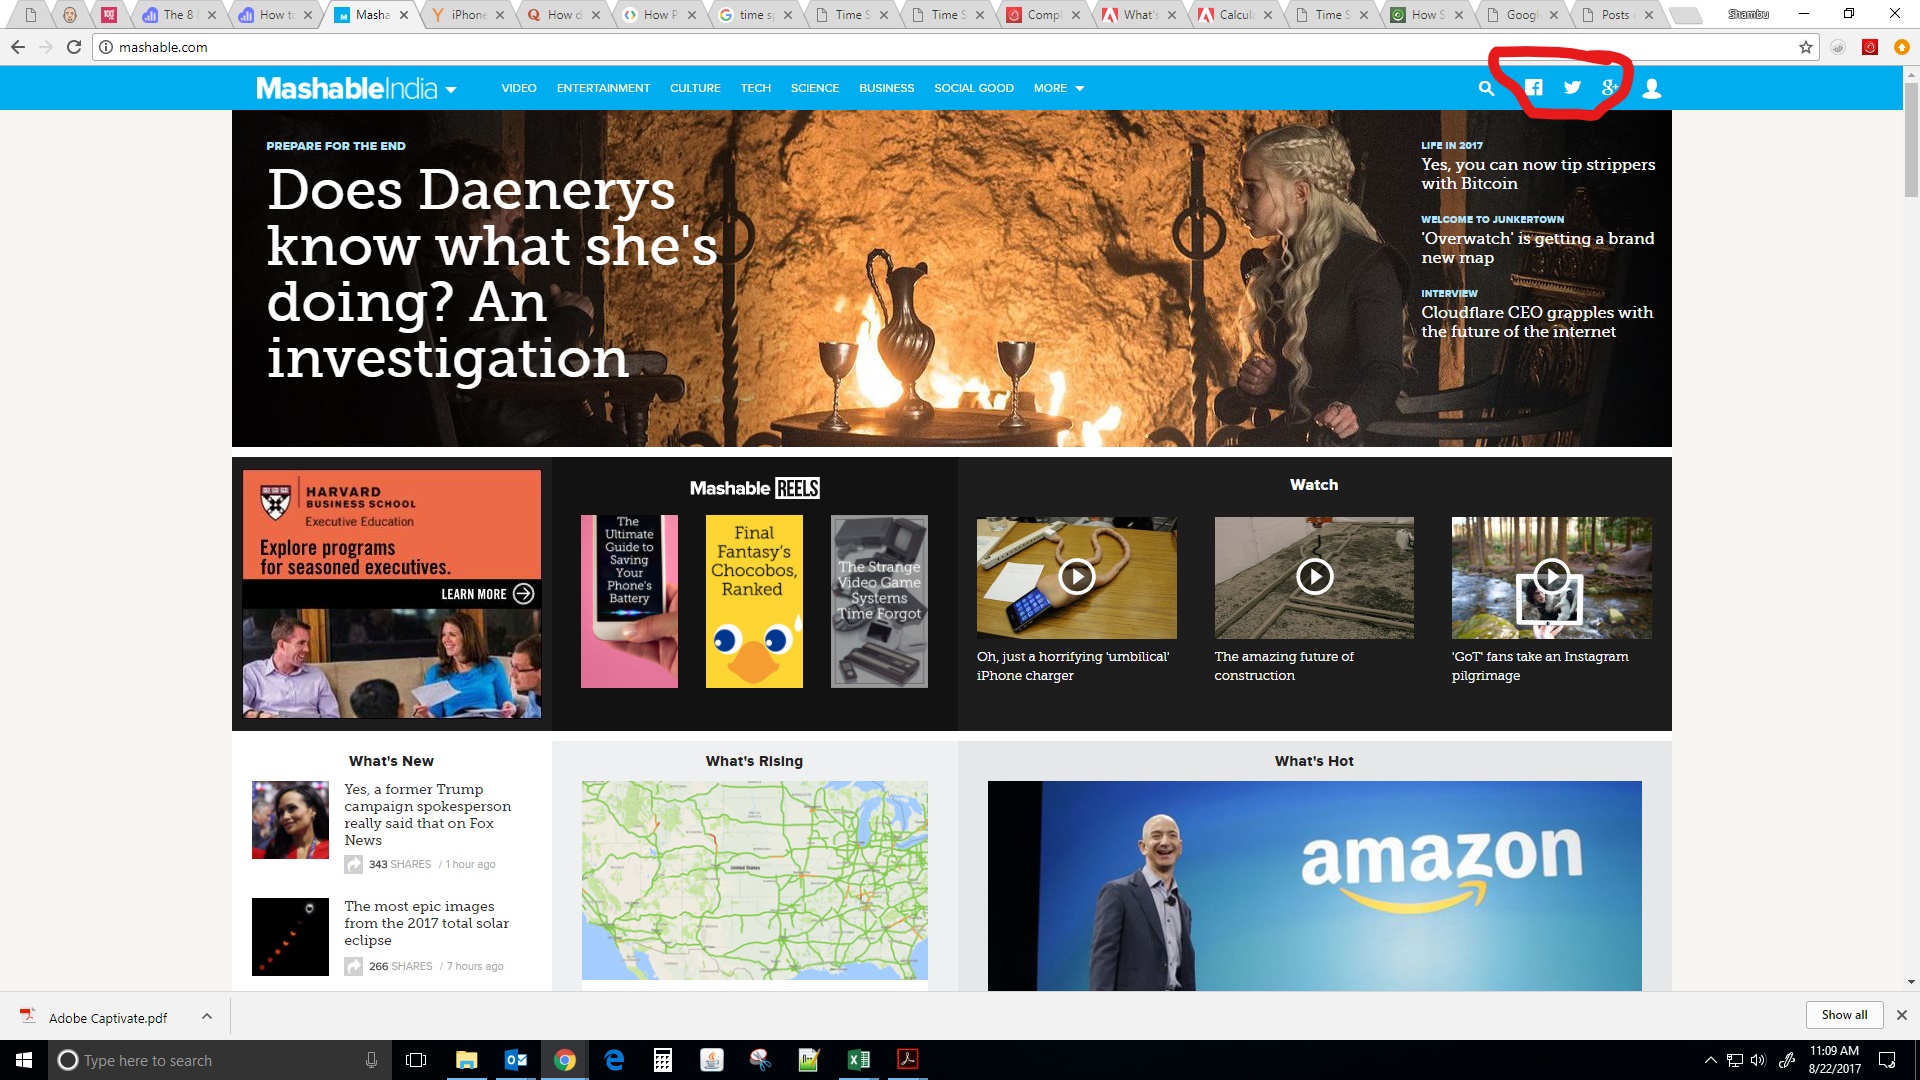 The 8
How to
Masha
iPhone
How d
How P
time s
Time S
Time S
Compl
What'
Calcul
Time S
How S
Googl
Posts
Shambu
mashable.com
MashableIndia
VIDEO ENTERTAINMENT CULTURE TECH SCIENCE BUSINESS SOCIAL GOOD MORE
PREPARE FOR THE END
Does Daenerys
know what she's
doing? An
investigation
LIFE IN 2017
Yes, you can now tip strippers
with Bitcoin
WELCOME TO JUNKERTOWN
'Overwatch' is getting a brand
new map
INTERVIEW
Cloudflare CEO grapples with
the future of the internet
HARVARD
BUSINESS SCHOOL
Executive Education
Explore programs
for seasoned executives.
LEARN MORE
Mashable REELS
The
Ultimate
Guide to
Saving
Your
Phone's
Battery
Final
Fantasy's
Chocobos,
Ranked
The Strange
Video Game
Systems
Time Forgot
Watch
Oh, just a horrifying 'umbilical'
iPhone charger
The amazing future of
construction
'GoT' fans take an Instagram
pilgrimage
What's New
Yes, a former Trump
campaign spokesperson
really said that on Fox
News
343 SHARES / 1 hour ago
The most epic images
from the 2017 total solar
eclipse
266 SHARES / 7 hours ago
What's Rising
United States
What's Hot
amazon
Adobe Captivate.pdf
Show all
Type here to search
11:09 AM
8/22/2017